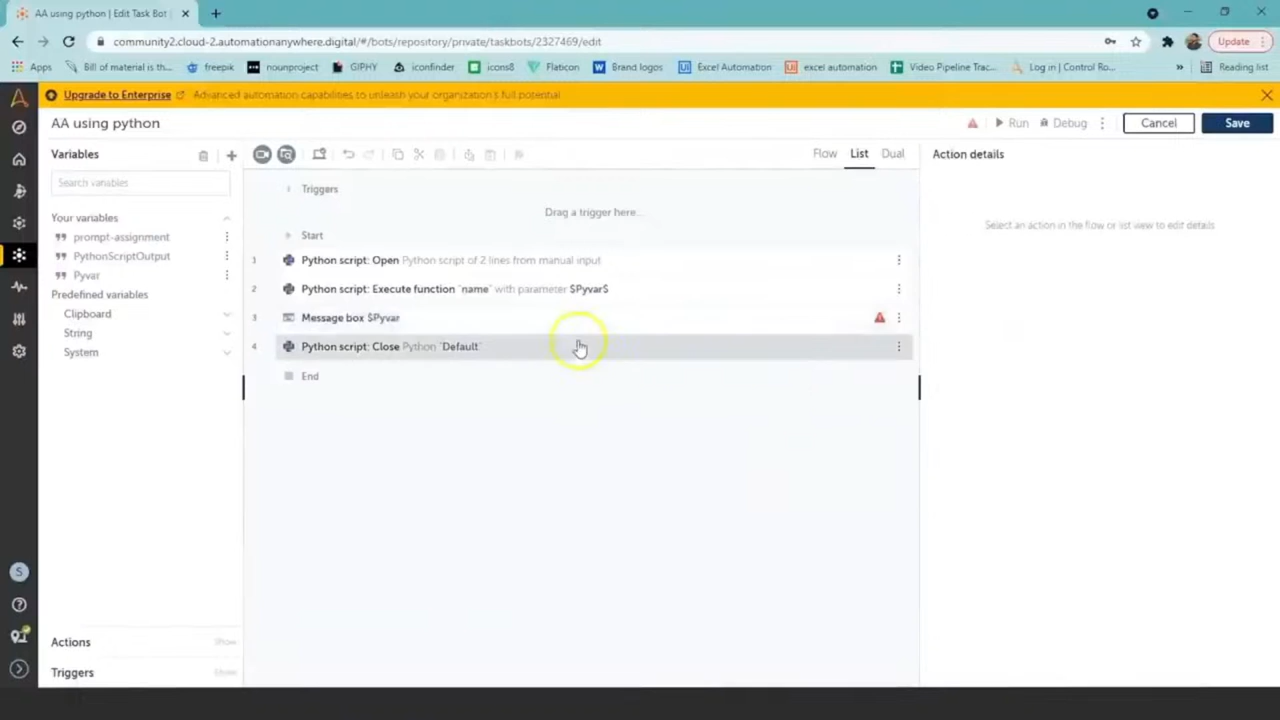 AA using python | Edit Task Bot
community2.cloud-2.automationanywhere.digital/#/bots/repository/private/taskbots/2327469/edit
Update
Apps
Bill of material is th...
freepik
nounproject
GIPHY
iconfinder
icons8
Flaticon
Brand logos
Excel Automation
excel automation
Video Pipeline Trac...
Log in | Control Ro...
»
Reading list
Upgrade to Enterprise
Advanced automation capabilities to unleash your organization's full potential
AA using python
Run
Debug
Cancel
Save
Variables
Flow
List
Dual
Action details
Search variables
Triggers
Drag a trigger here...
Select an action in the flow or list view to edit details
Your variables
prompt-assignment
PythonScriptOutput
Pyvar
Predefined variables
Clipboard
String
System
Start
1 Python script: Open Python script of 2 lines from manual input
2 Python script: Execute function "name" with parameter $Pyvar$
3 Message box $Pyvar
4 Python script: Close Python "Default"
End
S
Actions
Show
Triggers
Show